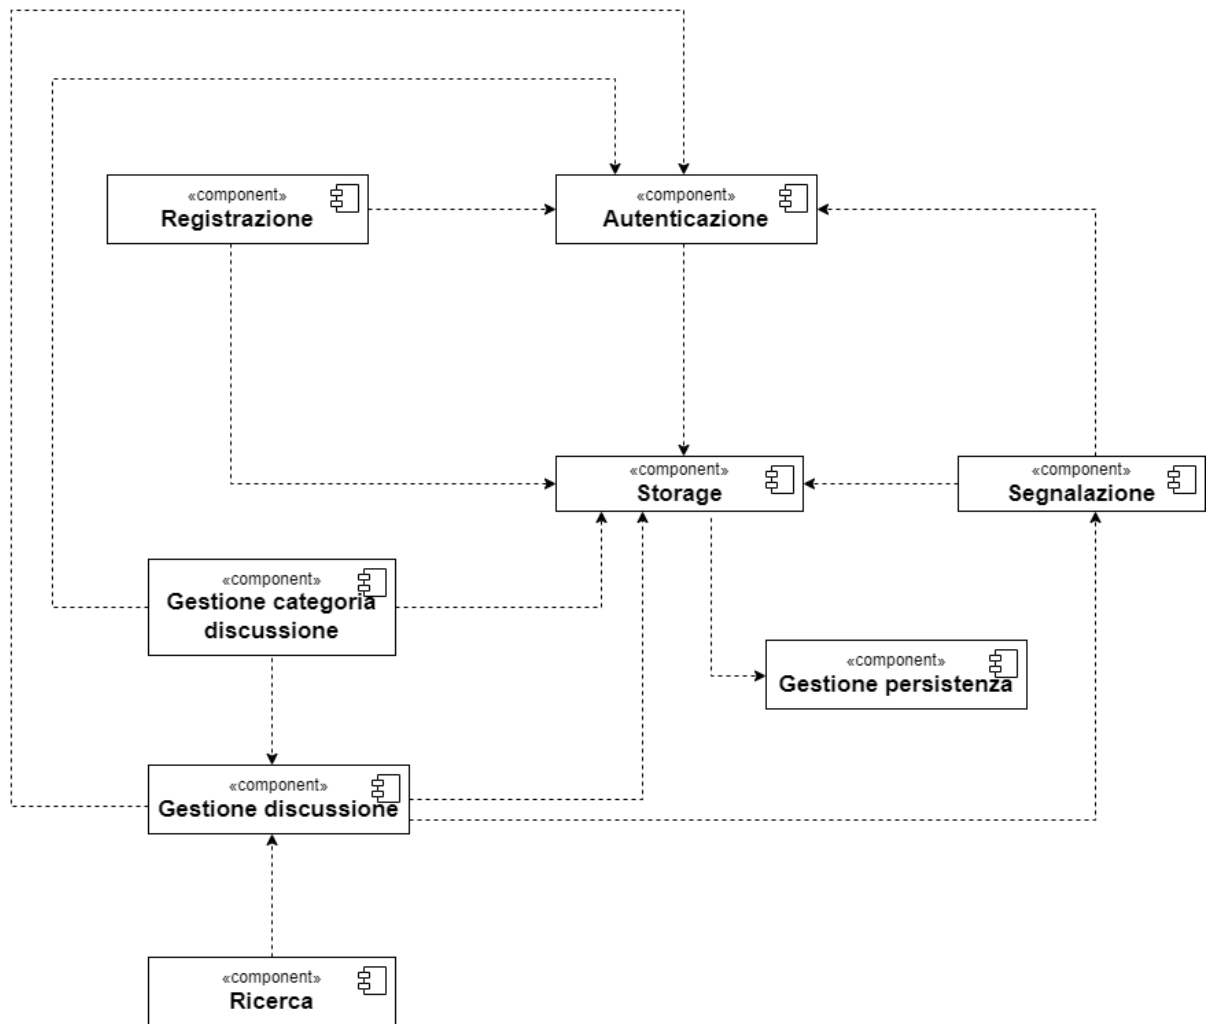 «component»
Registrazione
«component»
Autenticazione
«component»
Storage
«component»
Segnalazione
«component»
Gestione categoria
discussione
«component»
Gestione persistenza
«component»
Gestione discussione
«component»
Ricerca